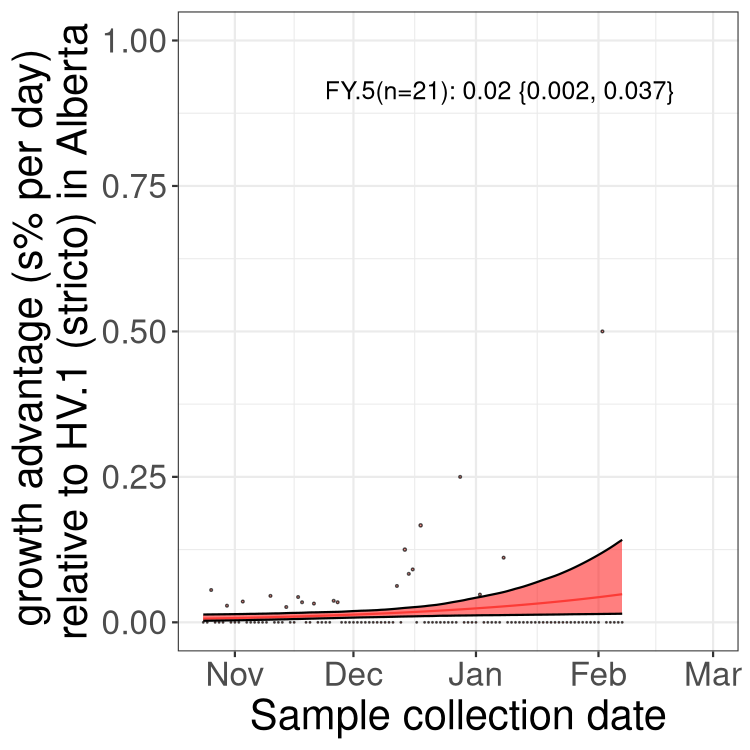 growth advantage (s% per day)
relative to HV.1 (stricto) in Alberta
1.00
FY.5(n=21): 0.02 {0.002, 0.037}
0.75
0.50
0.25
0.00
Nov Dec Jan Feb Mar
Sample collection date